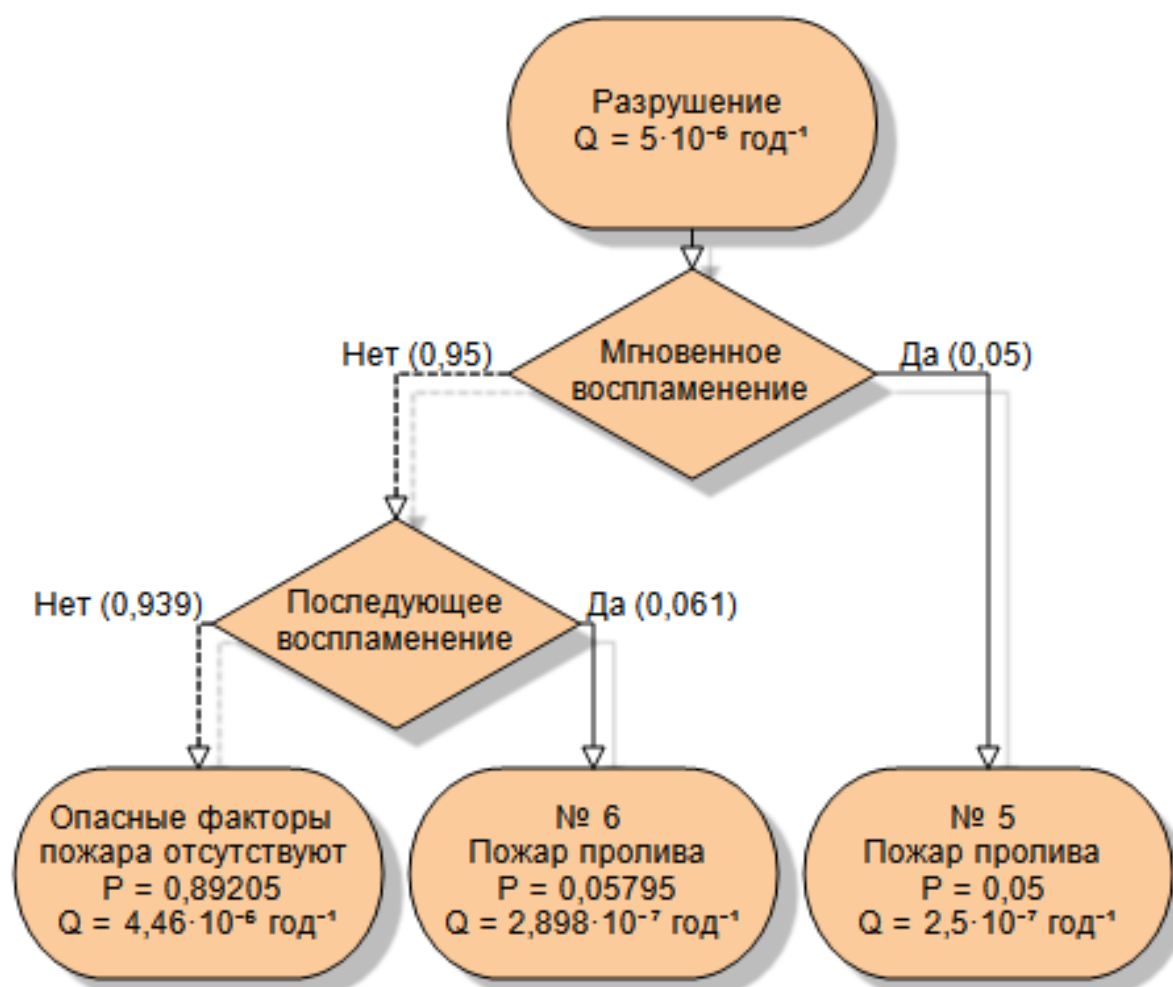 Разрушение
Q = 5·10⁻⁶ год⁻¹
Нет (0,95)
Мгновенное
воспламенение
Да (0,05)
Нет (0,939)
Последующее
воспламенение
Да (0,061)
Опасные факторы
пожара отсутствуют
P = 0,89205
Q = 4,46·10⁻⁶ год⁻¹
№ 6
Пожар пролива
P = 0,05795
Q = 2,898·10⁻⁷ год⁻¹
№ 5
Пожар пролива
P = 0,05
Q = 2,5·10⁻⁷ год⁻¹